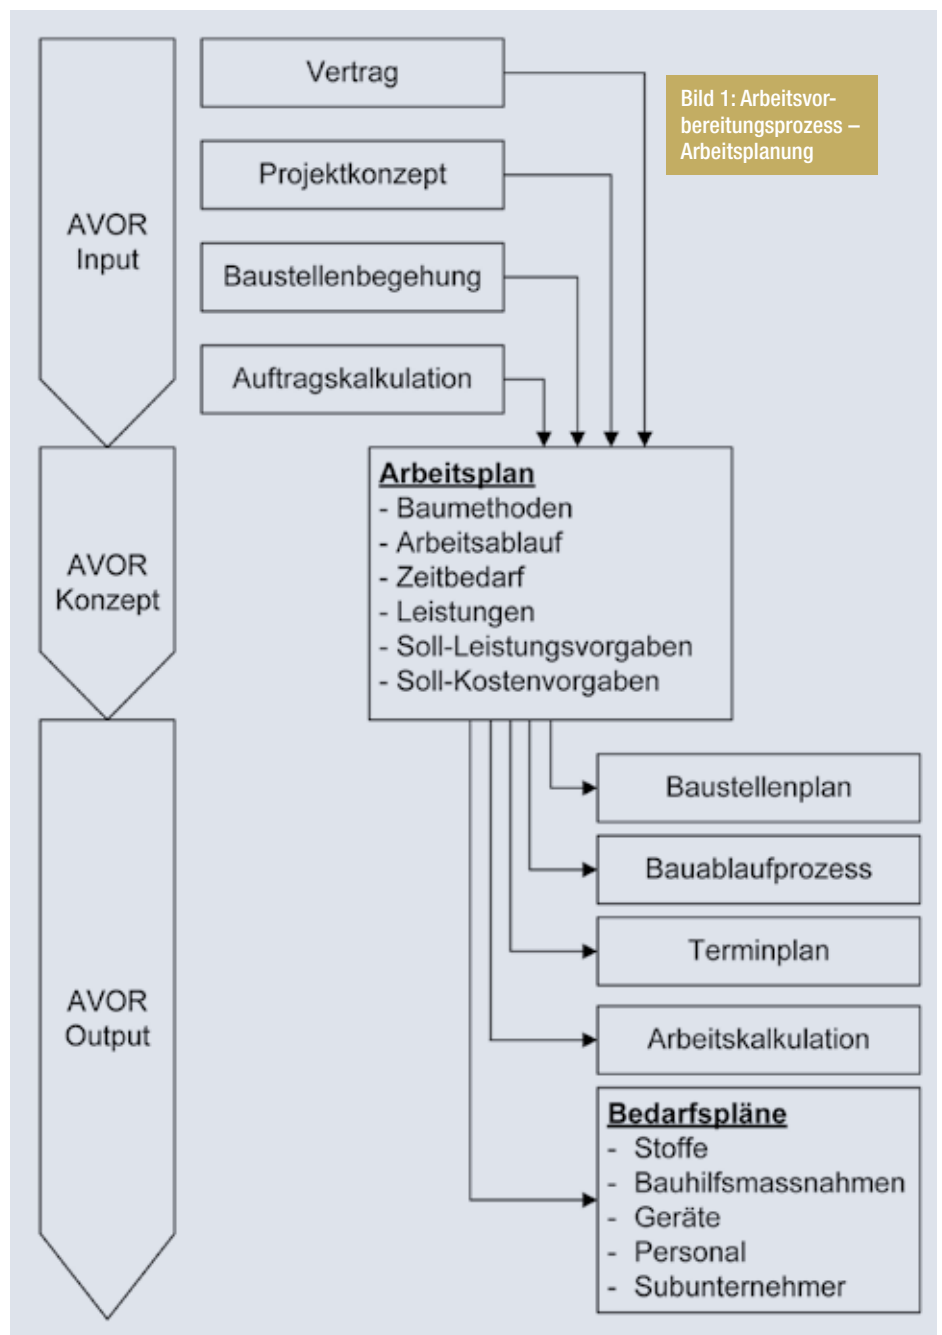 Vertrag
Bild 1: Arbeitsvor-
bereitungsprozess –
Arbeitsplanung
Projektkonzept
AVOR
Input
Baustellenbegehung
Auftragskalkulation
AVOR
Konzept
Arbeitsplan
- Baumethoden
- Arbeitsablauf
- Zeitbedarf
- Leistungen
- Soll-Leistungsvorgaben
- Soll-Kostenvorgaben
AVOR
Output
Baustellenplan
Bauablaufprozess
Terminplan
Arbeitskalkulation
Bedarfspläne
- Stoffe
- Bauhilfsmassnahmen
- Geräte
- Personal
- Subunternehmer